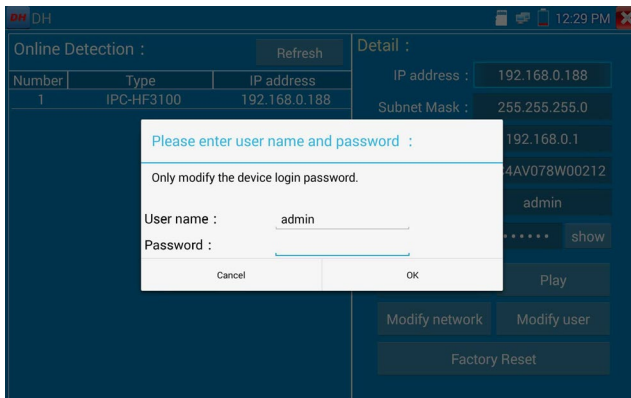 DH DH 12:29 PM
Online Detection : Refresh
Number Type IP address
1 IPC-HF3100 192.168.0.188
Detail :
IP address : 192.168.0.188
Subnet Mask : 255.255.255.0
192.168.0.1
4AV078W00212
admin
•••••• show
Play
Modify network Modify user
Factory Reset
Please enter user name and password :
Only modify the device login password.
User name : admin
Password :
Cancel OK